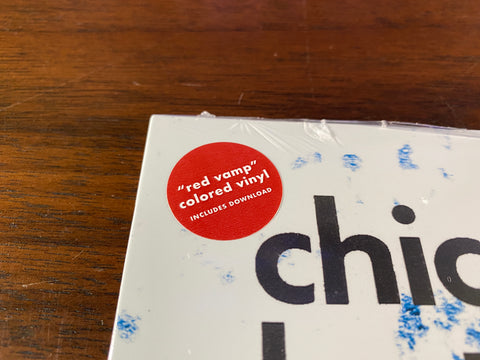 “red vamp”
colored vinyl
INCLUDES DOWNLOAD
chic